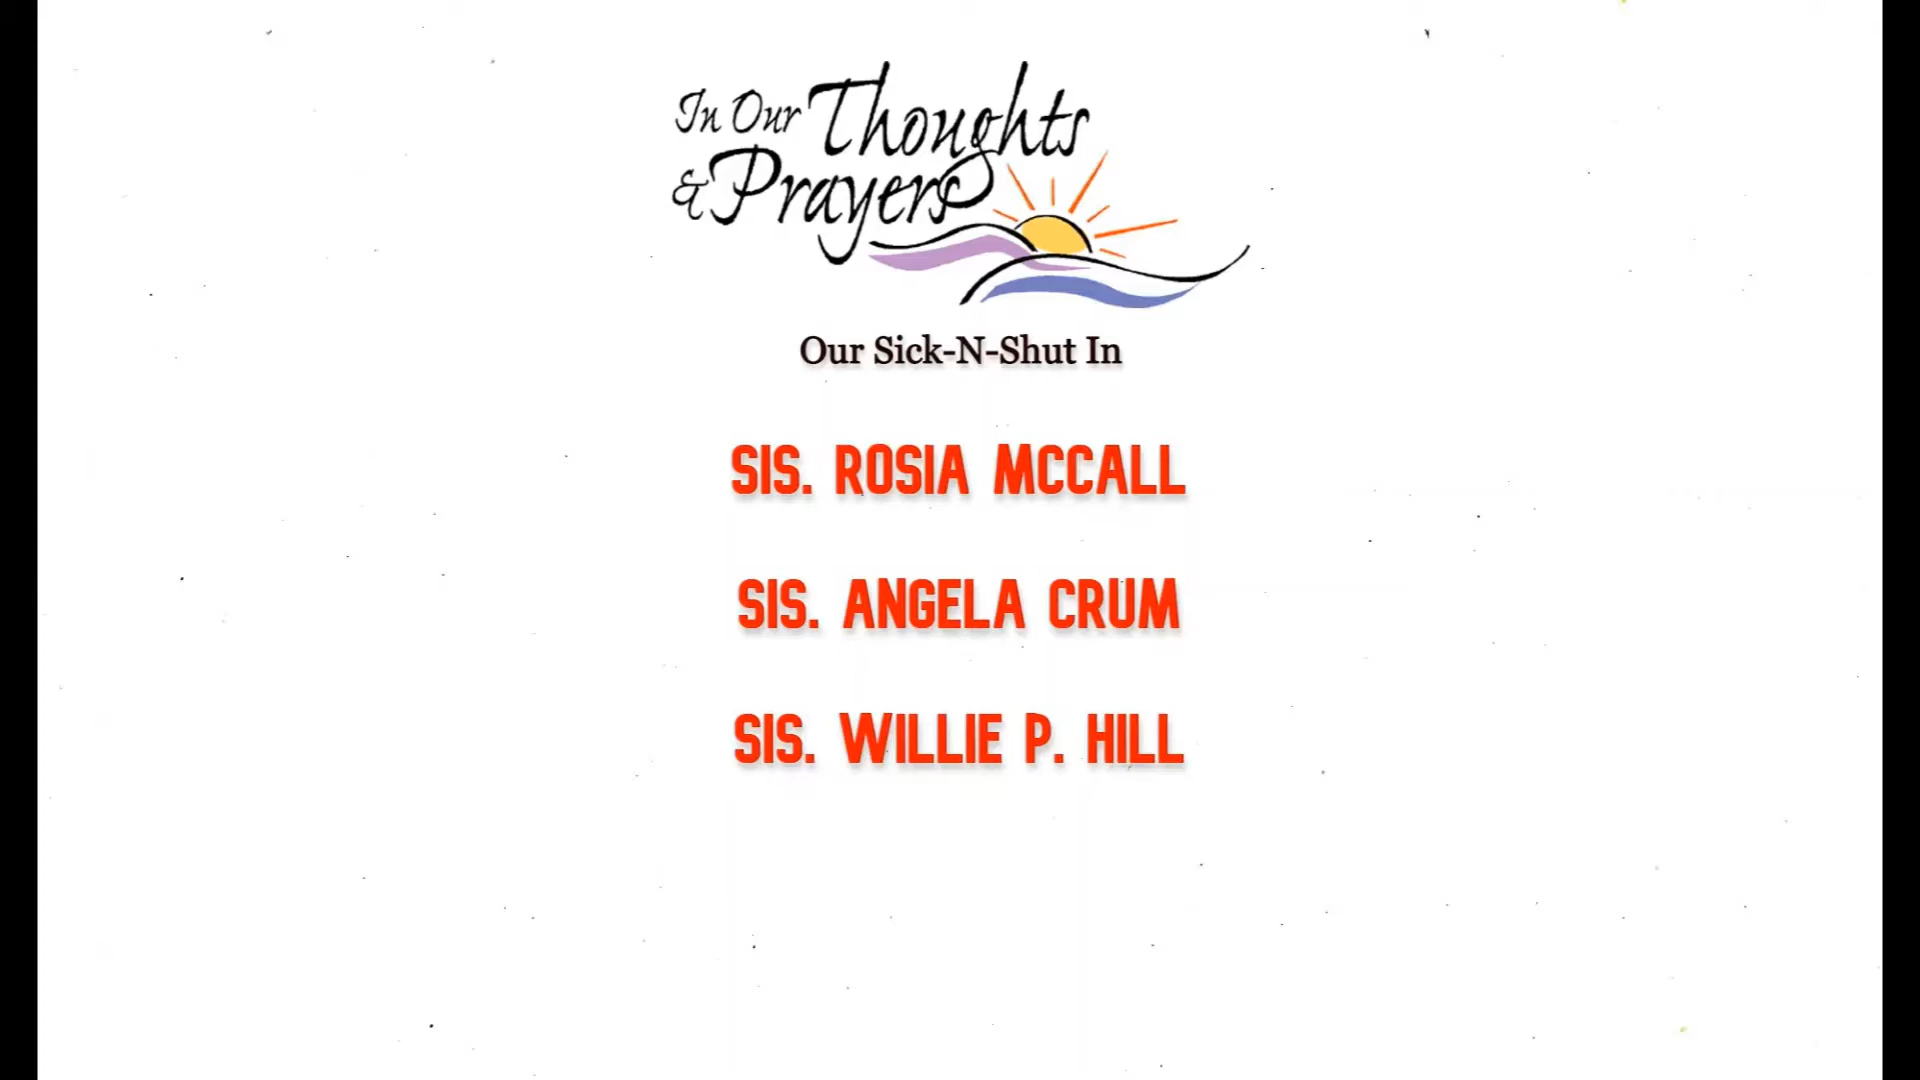 In Our Thoughts
& Prayers
Our Sick-N-Shut In
SIS. ROSIA MCCALL
SIS. ANGELA CRUM
SIS. WILLIE P. HILL